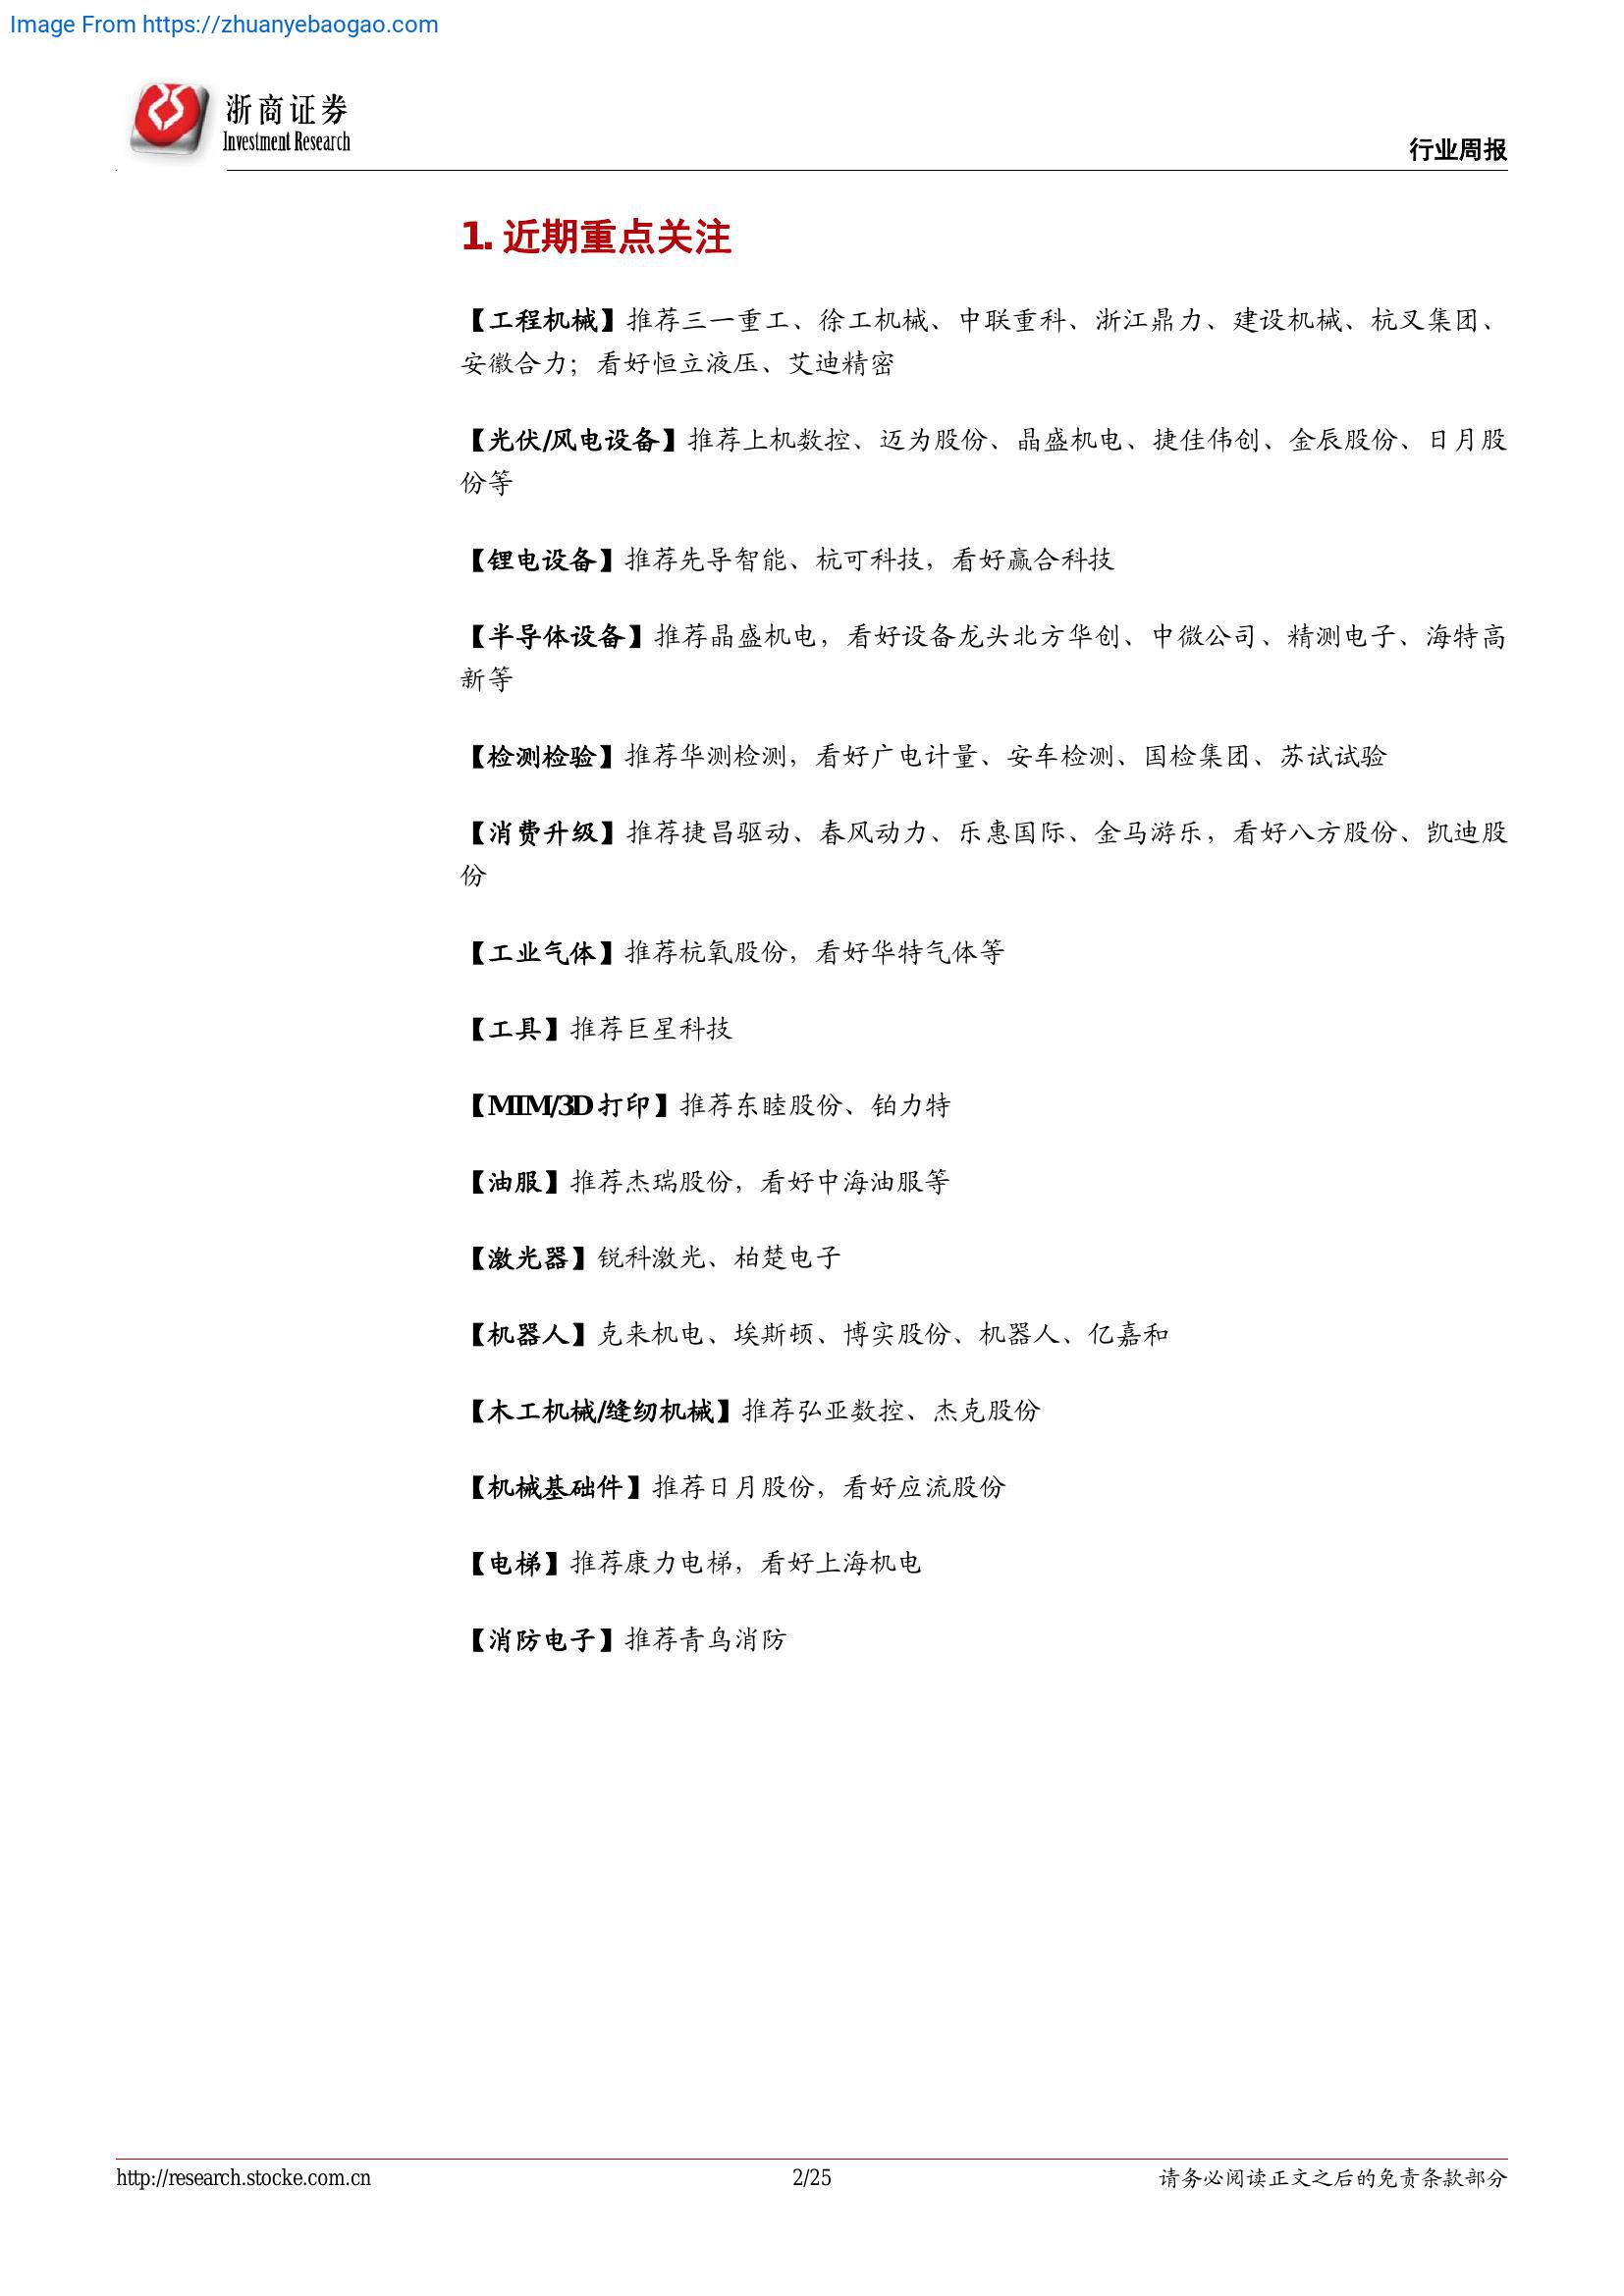 Image From https://zhuanyebaogao.com
浙商证券
Investment Research
行业周报
1. 近期重点关注
【工程机械】推荐三一重工、徐工机械、中联重科、浙江鼎力、建设机械、杭叉集团、
安徽合力；看好恒立液压、艾迪精密
【光伏/风电设备】推荐上机数控、迈为股份、晶盛机电、捷佳伟创、金辰股份、日月股
份等
【锂电设备】推荐先导智能、杭可科技，看好赢合科技
【半导体设备】推荐晶盛机电，看好设备龙头北方华创、中微公司、精测电子、海特高
新等
【检测检验】推荐华测检测，看好广电计量、安车检测、国检集团、苏试试验
【消费升级】推荐捷昌驱动、春风动力、乐惠国际、金马游乐，看好八方股份、凯迪股
份
【工业气体】推荐杭氧股份，看好华特气体等
【工具】推荐巨星科技
【MIM/3D 打印】推荐东睦股份、铂力特
【油服】推荐杰瑞股份，看好中海油服等
【激光器】锐科激光、柏楚电子
【机器人】克来机电、埃斯顿、博实股份、机器人、亿嘉和
【木工机械/缝纫机械】推荐弘亚数控、杰克股份
【机械基础件】推荐日月股份，看好应流股份
【电梯】推荐康力电梯，看好上海机电
【消防电子】推荐青鸟消防
http://research.stocke.com.cn
2/25
请务必阅读正文之后的免责条款部分